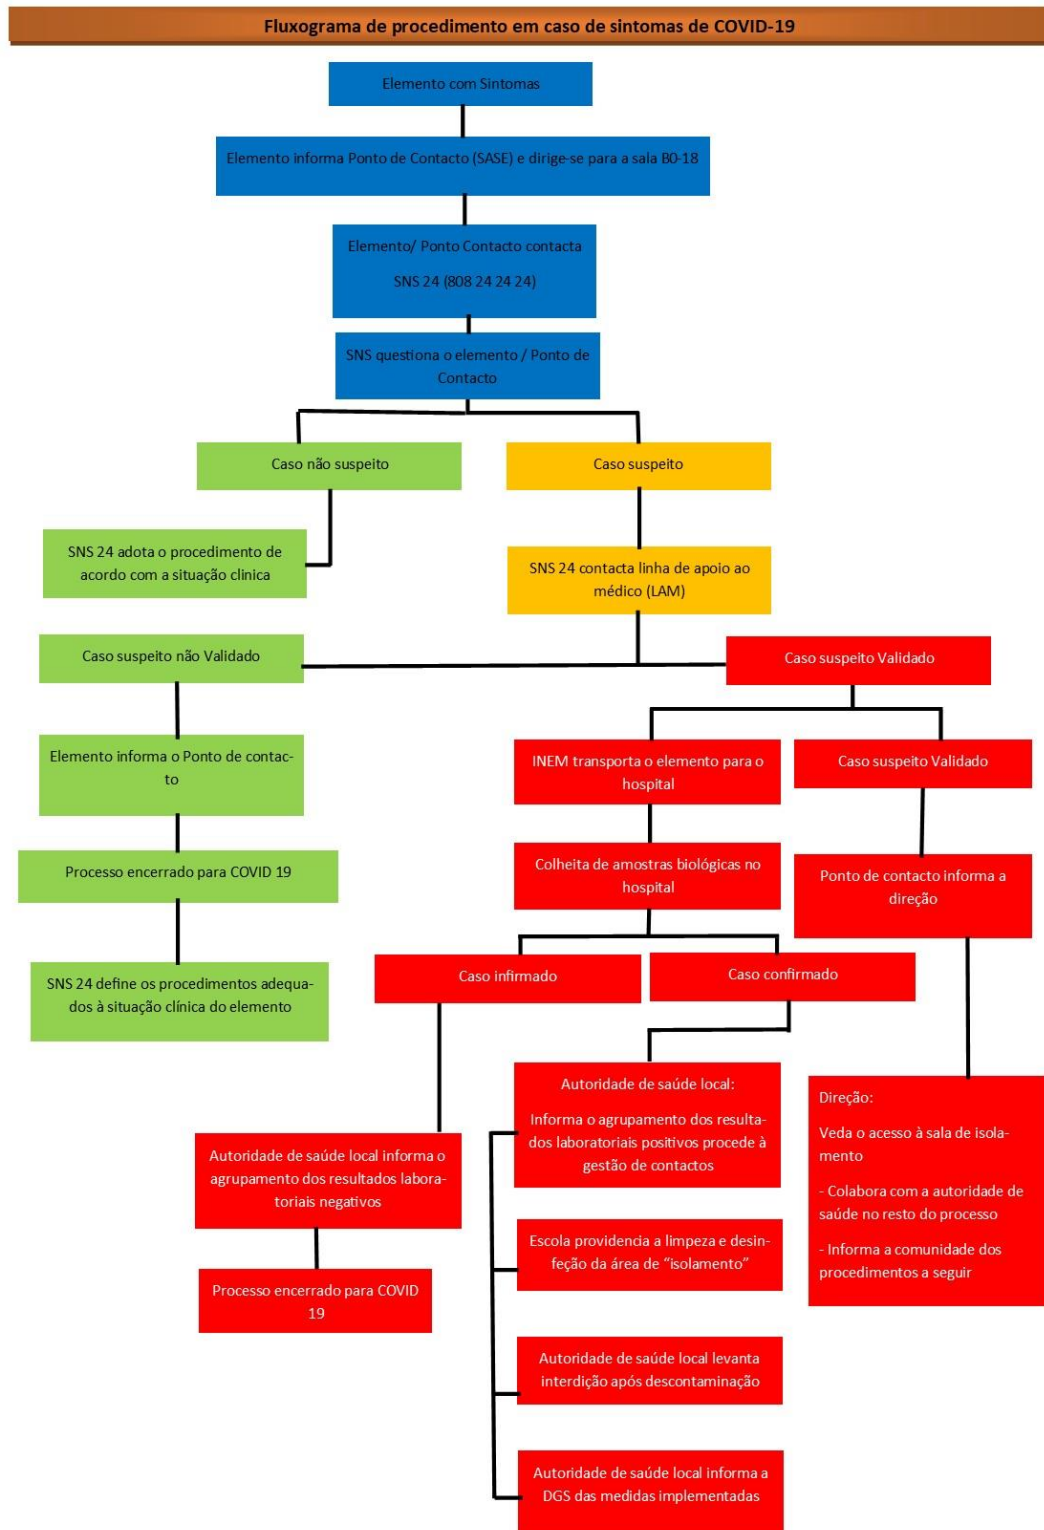 Fluxograma de procedimento em caso de sintomas de COVID-19
Elemento com Sintomas
Elemento informa Ponto de Contacto (SASE) e dirige-se para a sala B0-18
Elemento/ Ponto Contacto contacta
SNS 24 (808 24 24 24)
SNS questiona o elemento / Ponto de
Contacto
Caso não suspeito
Caso suspeito
SNS 24 adota o procedimento de
acordo com a situação clinica
SNS 24 contacta linha de apoio ao
médico (LAM)
Caso suspeito não Validado
Caso suspeito Validado
Elemento informa o Ponto de contac-
to
INEM transporta o elemento para o
hospital
Caso suspeito Validado
Processo encerrado para COVID 19
Colheita de amostras biológicas no
hospital
Ponto de contacto informa a
direção
SNS 24 define os procedimentos adequa-
dos à situação clínica do elemento
Caso infirmado
Caso confirmado
Autoridade de saúde local informa o
agrupamento dos resultados labora-
toriais negativos
Processo encerrado para COVID
19
Autoridade de saúde local:
Informa o agrupamento dos resulta-
dos laboratoriais positivos procede à
gestão de contactos
Escola providencia a limpeza e desin-
feção da área de “isolamento”
Autoridade de saúde local levanta
interdição após descontaminação
Autoridade de saúde local informa a
DGS das medidas implementadas
Direção:
Veda o acesso à sala de isola-
mento
- Colabora com a autoridade de
saúde no resto do processo
- Informa a comunidade dos
procedimentos a seguir